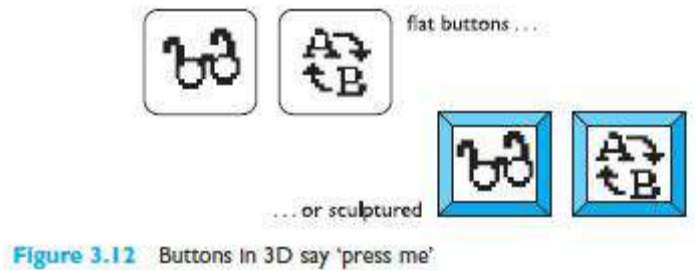 flat buttons . . .
A
B
A
B
. . . or sculptured
Figure 3.12 Buttons in 3D say ‘press me’